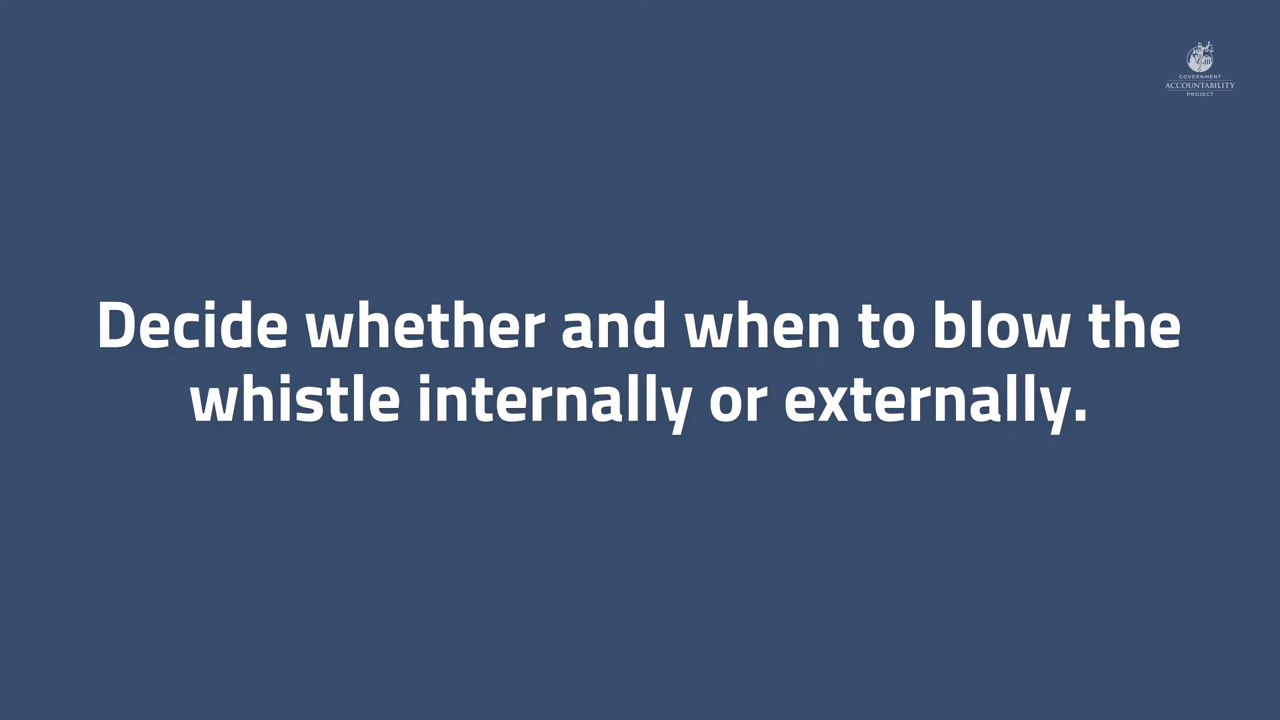 GOVERNMENT
ACCOUNTABILITY
PROJECT
Decide whether and when to blow the
whistle internally or externally.